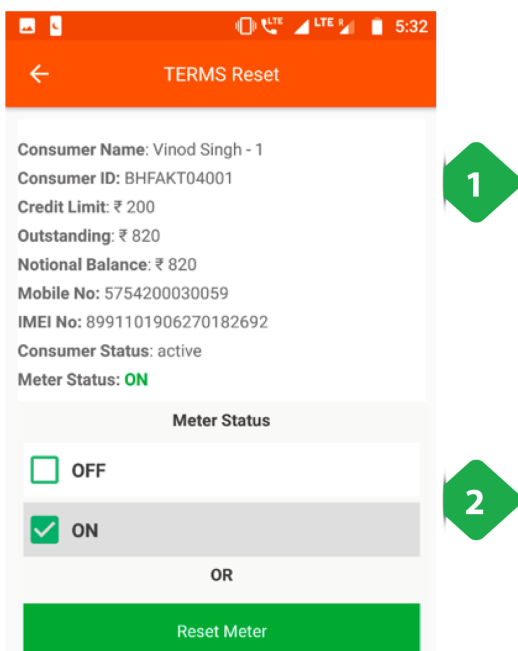 LTE LTE R 5:32
TERMS Reset
Consumer Name: Vinod Singh - 1
Consumer ID: BHFAKT04001
Credit Limit: ₹ 200
Outstanding: ₹ 820
Notional Balance: ₹ 820
Mobile No: 5754200030059
IMEI No: 8991101906270182692
Consumer Status: active
Meter Status: ON
1
Meter Status
OFF
ON
2
OR
Reset Meter